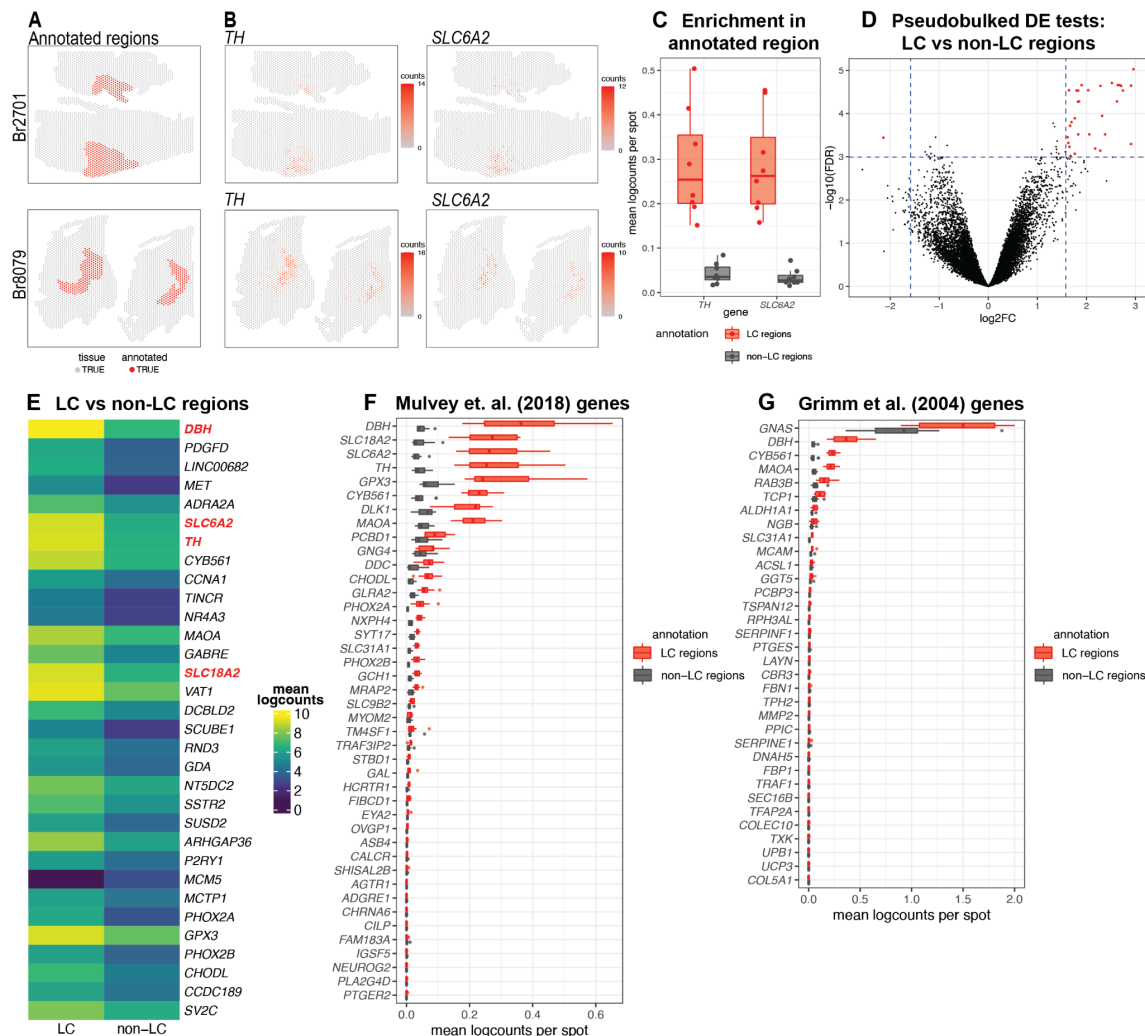 A
Annotated regions
Br2701
Br8079
tissue
TRUE
annotated
TRUE
B
TH
SLC6A2
counts
14
0
counts
12
0
TH
SLC6A2
counts
16
0
counts
10
0
C Enrichment in
annotated region
mean logcounts per spot
0.5
0.4
0.3
0.2
0.1
0.0
TH
SLC6A2
gene
annotation
LC regions
non−LC regions
D Pseudobulked DE tests:
LC vs non-LC regions
−log10(FDR)
5
4
3
2
1
0
-2
-1
0
1
2
3
log2FC
E LC vs non-LC regions
DBH
PDGFD
LINC00682
MET
ADRA2A
SLC6A2
TH
CYB561
CCNA1
TINCR
NR4A3
MAOA
GABRE
SLC18A2
VAT1
DCBLD2
SCUBE1
RND3
GDA
NT5DC2
SSTR2
SUSD2
ARHGAP36
P2RY1
MCM5
MCTP1
PHOX2A
GPX3
PHOX2B
CHODL
CCDC189
SV2C
LC
non−LC
mean
logcounts
10
8
6
4
2
0
F Mulvey et. al. (2018) genes
DBH
SLC18A2
SLC6A2
TH
GPX3
CYB561
DLK1
MAOA
PCBD1
GNG4
DDC
CHODL
GLRA2
PHOX2A
NXPH4
SYT17
SLC31A1
PHOX2B
GCH1
MRAP2
SLC9B2
MYOM2
TM4SF1
TRAF3IP2
STBD1
GAL
HCRTR1
FIBCD1
EYA2
OVGP1
ASB4
CALCR
SHISAL2B
AGTR1
ADGRE1
CHRNA6
CILP
FAM183A
IGSF5
NEUROG2
PLA2G4D
PTGER2
0.0
0.2
0.4
0.6
mean logcounts per spot
annotation
LC regions
non−LC regions
G Grimm et al. (2004) genes
GNAS
DBH
CYB561
MAOA
RAB3B
TCP1
ALDH1A1
NGB
SLC31A1
MCAM
ACSL1
GGT5
PCBP3
TSPAN12
RPH3AL
SERPINF1
PTGES
LAYN
CBR3
FBN1
TPH2
MMP2
PPIC
SERPINE1
DNAH5
FBP1
TRAF1
SEC16B
TFAP2A
COLEC10
TXK
UPB1
UCP3
COL5A1
0.0
0.5
1.0
1.5
2.0
mean logcounts per spot
annotation
LC regions
non−LC regions